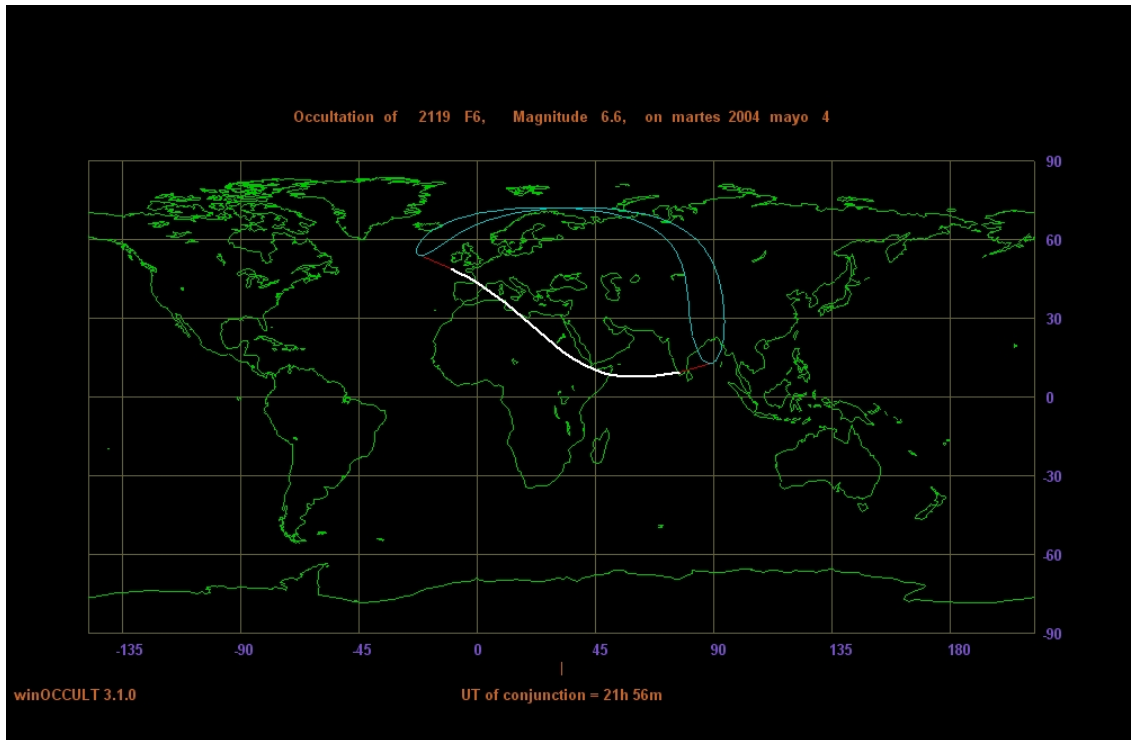 Occultation of 2119 F6, Magnitude 6.6, on martes 2004 mayo 4
90
60
30
0
-30
-60
-90
-135 -90 -45 0 45 90 135 180
winOCCULT 3.1.0 UT of conjunction = 21h 56m